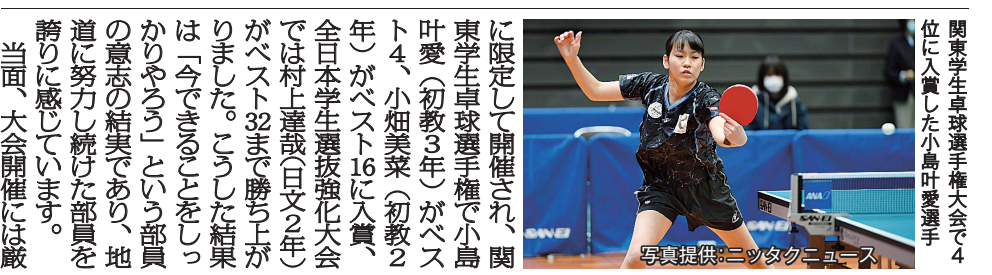 関東学生卓球選手権大会で4
位に入賞した小島叶愛選手
ANA
SAN-EI
SAN-EI
SAN-EI
写真提供:ニッタクニュース
に限定して開催され、関
東学生卓球選手権で小島
叶愛(初教3年)がベス
ト4、小畑美菜(初教2
年)がベスト16に入賞、
全日本学生選抜強化大会
では村上達哉(日文2年)
がベスト32まで勝ち上が
りました。こうした結果
は「今できることをしっ
かりやろう」という部員
の意志の結実であり、地
道に努力し続けた部員を
誇りに感じています。
当面、大会開催には厳